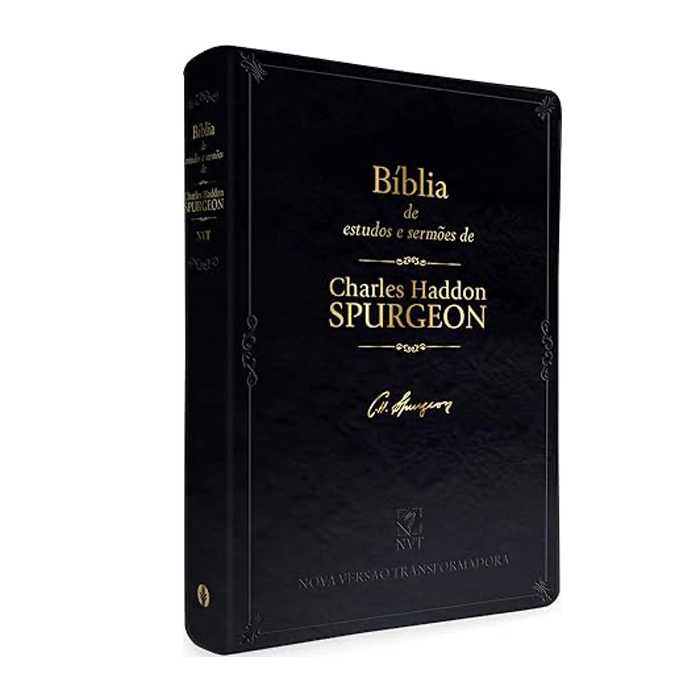 Bíblia
de
estudos e sermões de
Charles Haddon
SPURGEON
NVT
Bíblia
de
estudos e sermões de
Charles Haddon
SPURGEON
C.H. Spurgeon
NVT
NOVA VERSÃO TRANSFORMADORA